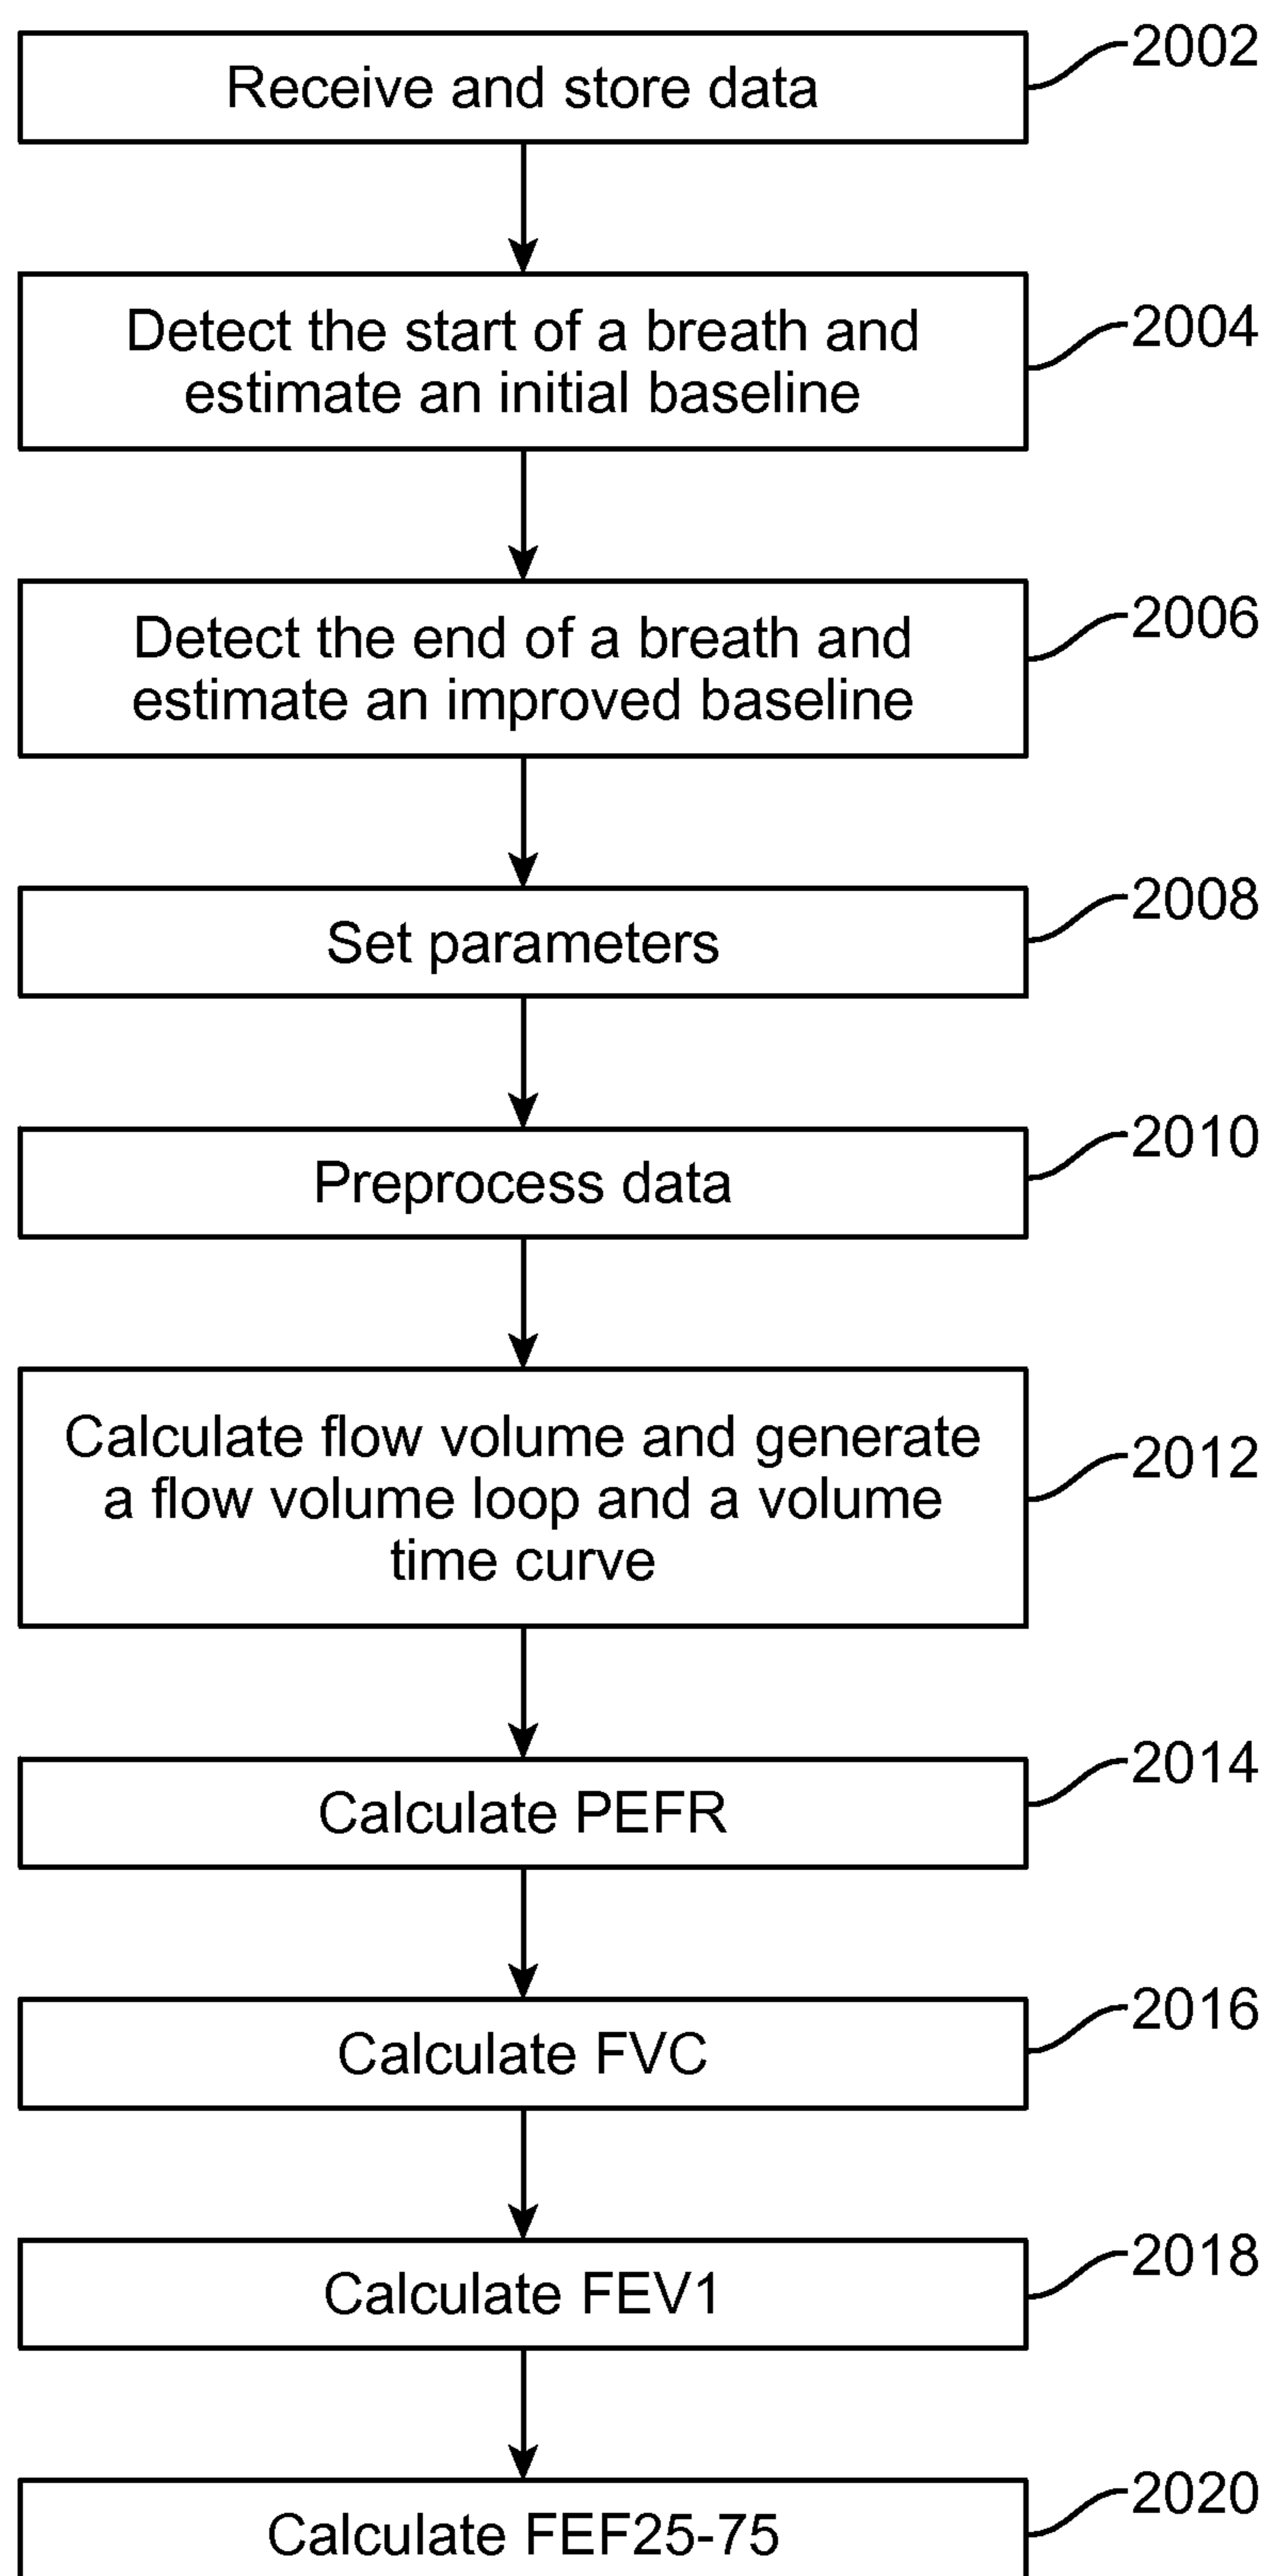 Receive and store data
2002
Detect the start of a breath and
estimate an initial baseline
2004
Detect the end of a breath and
estimate an improved baseline
2006
Set parameters
2008
Preprocess data
2010
Calculate flow volume and generate
a flow volume loop and a volume
time curve
2012
Calculate PEFR
2014
Calculate FVC
2016
Calculate FEV1
2018
Calculate FEF25-75
2020